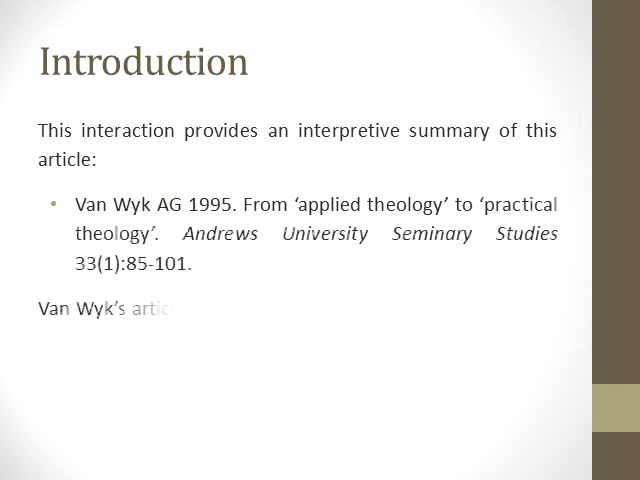 Introduction
This interaction provides an interpretive summary of this
article:
• Van Wyk AG 1995. From ‘applied theology’ to ‘practical
theology’. Andrews University Seminary Studies
33(1):85-101.
Van Wyk’s artic